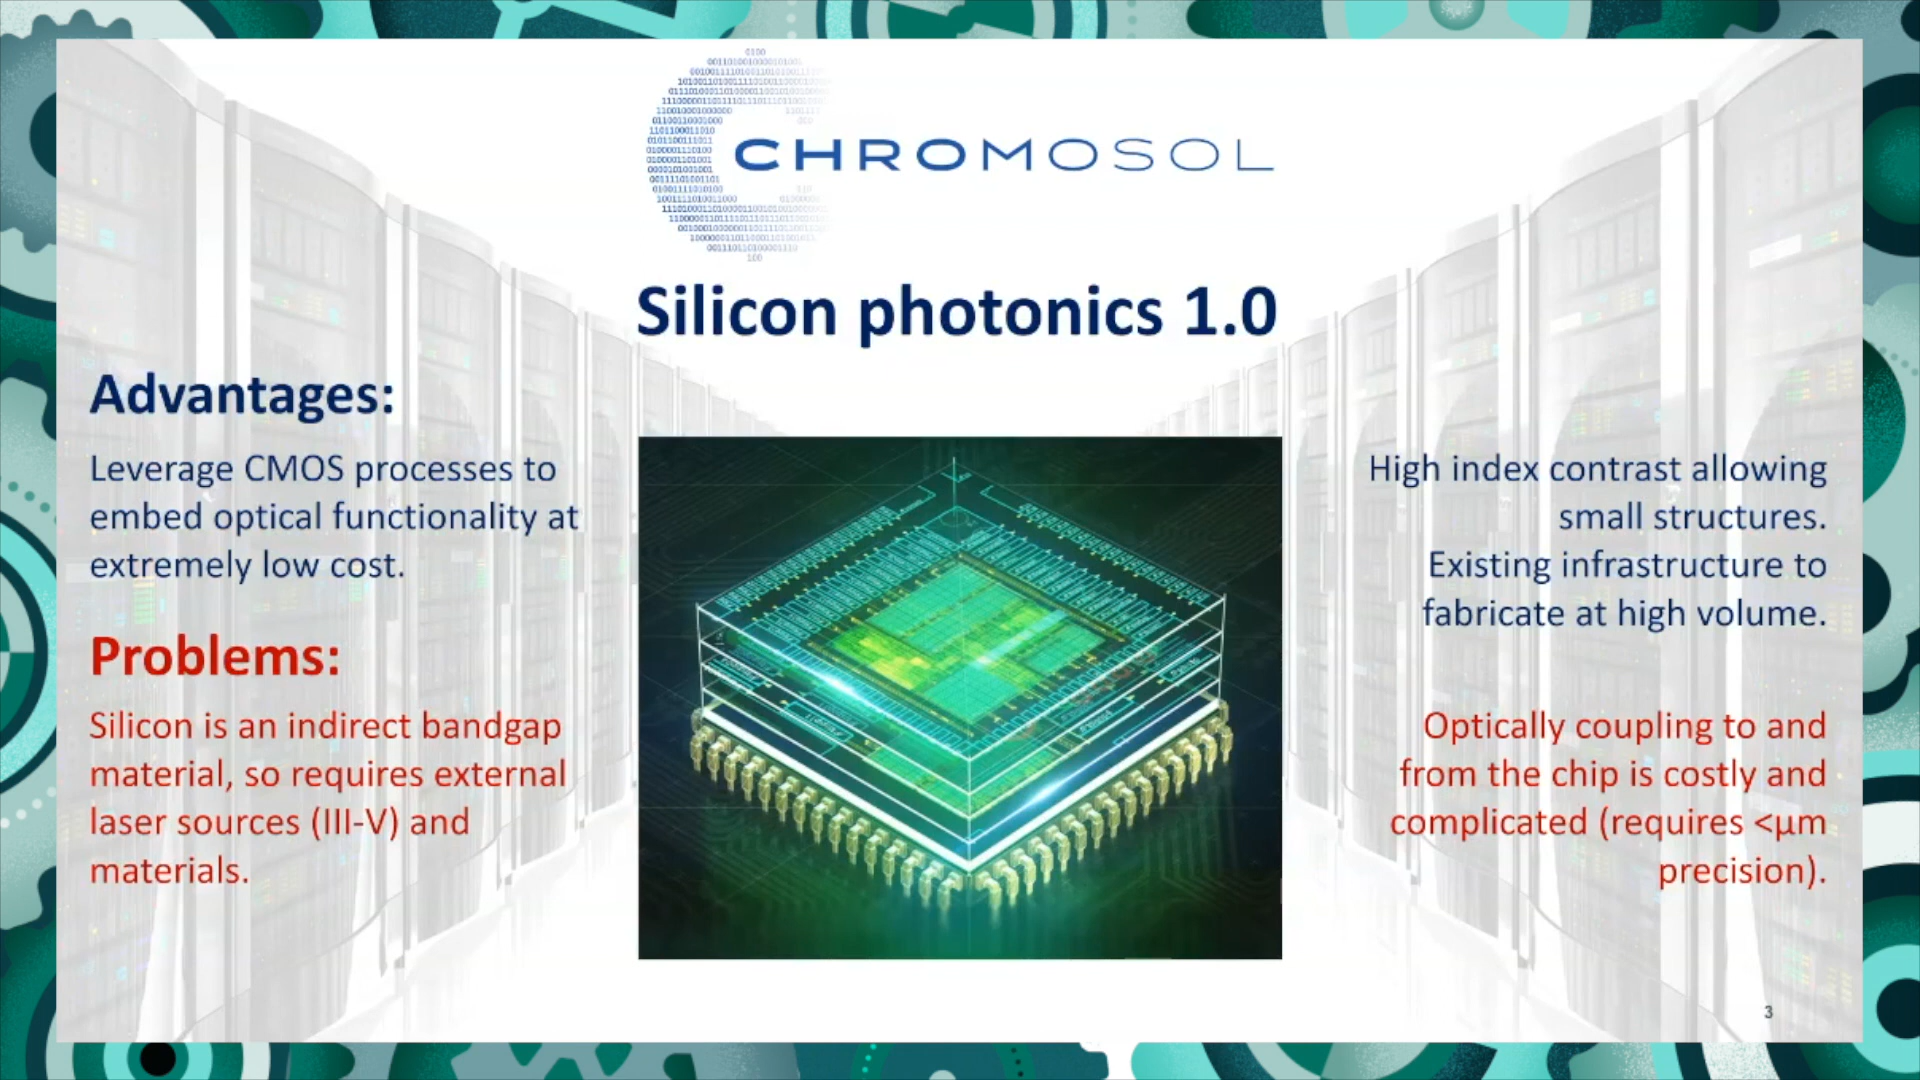 CHROMOSOL
Silicon photonics 1.0
Advantages:
Leverage CMOS processes to
embed optical functionality at
extremely low cost.
High index contrast allowing
small structures.
Existing infrastructure to
fabricate at high volume.
Problems:
Silicon is an indirect bandgap
material, so requires external
laser sources (III-V) and
materials.
Optically coupling to and
from the chip is costly and
complicated (requires <μm
precision).
3